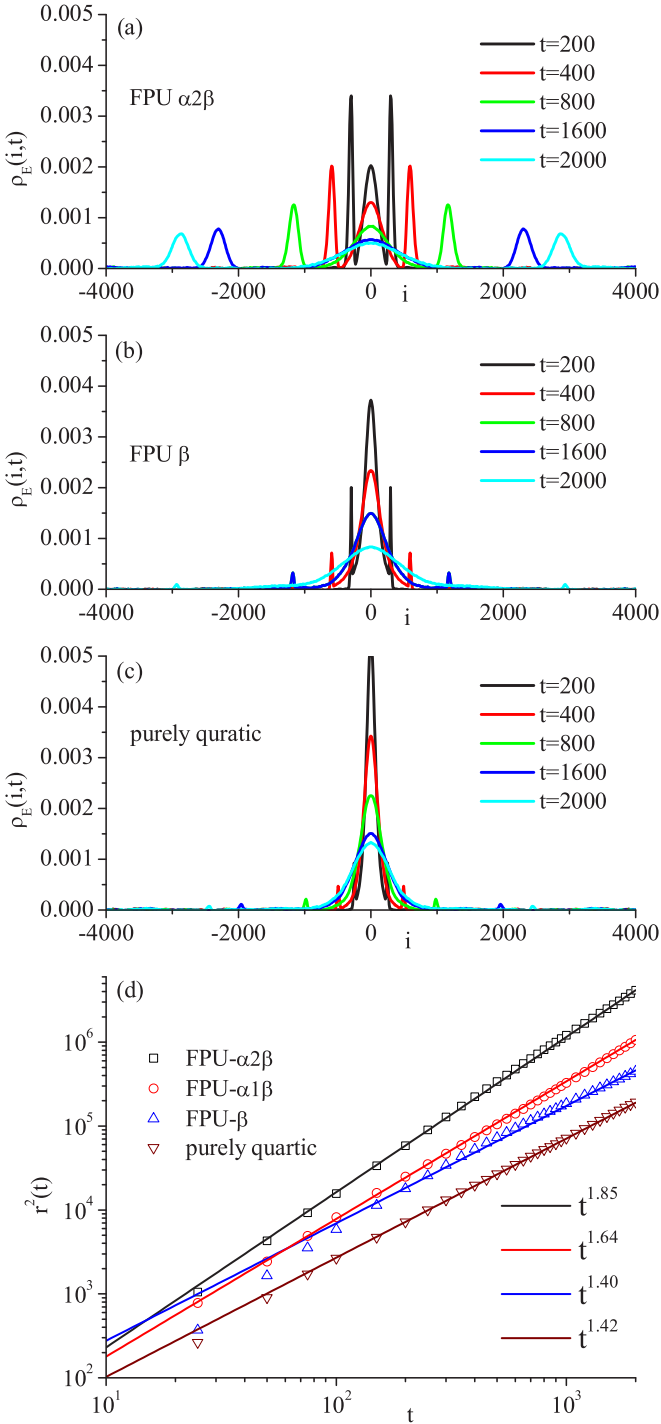 (a)
0.005
0.004
0.003
0.002
0.001
0.000
ρE(i,t)
FPU α2β
t=200
t=400
t=800
t=1600
t=2000
-4000 -2000 0 2000 4000
i
(b)
0.005
0.004
0.003
0.002
0.001
0.000
ρE(i,t)
FPU β
t=200
t=400
t=800
t=1600
t=2000
-4000 -2000 0 2000 4000
i
(c)
0.005
0.004
0.003
0.002
0.001
0.000
ρE(i,t)
purely quratic
t=200
t=400
t=800
t=1600
t=2000
-4000 -2000 0 2000 4000
i
(d)
10^6
10^5
10^4
10^3
10^2
r^2(t)
FPU-α2β
FPU-α1β
FPU-β
purely quartic
t^1.85
t^1.64
t^1.40
t^1.42
10^1 10^2 10^3
t